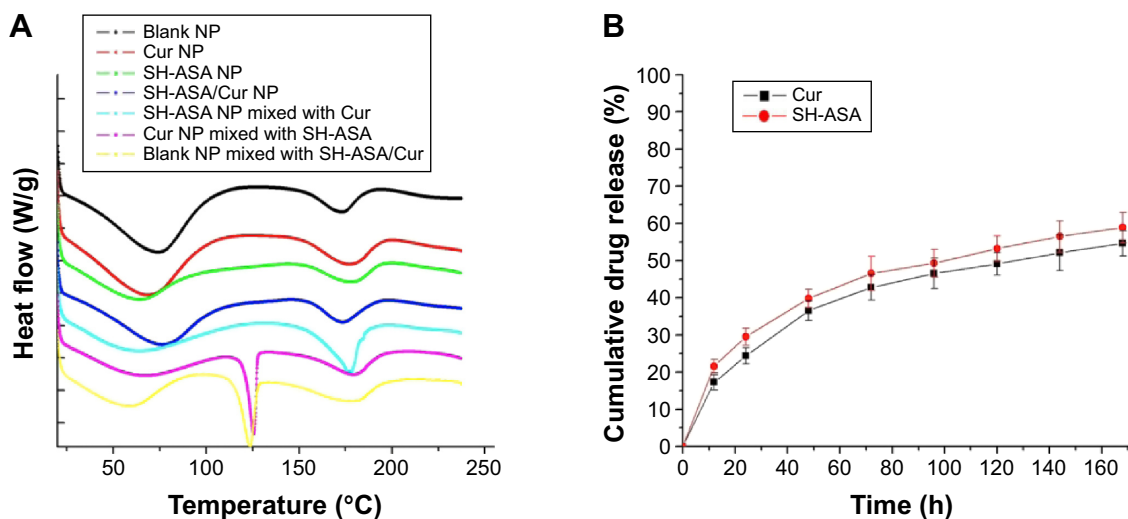 A
Blank NP
Cur NP
SH-ASA NP
SH-ASA/Cur NP
SH-ASA NP mixed with Cur
Cur NP mixed with SH-ASA
Blank NP mixed with SH-ASA/Cur
Heat flow (W/g)
50 100 150 200 250
Temperature (°C)
B
Cur
SH-ASA
Cumulative drug release (%)
100
90
80
70
60
50
40
30
20
10
0
0 20 40 60 80 100 120 140 160
Time (h)